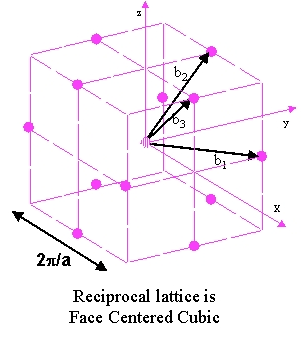 z
b2
b3
y
b1
x
2π/a
Reciprocal lattice is
Face Centered Cubic